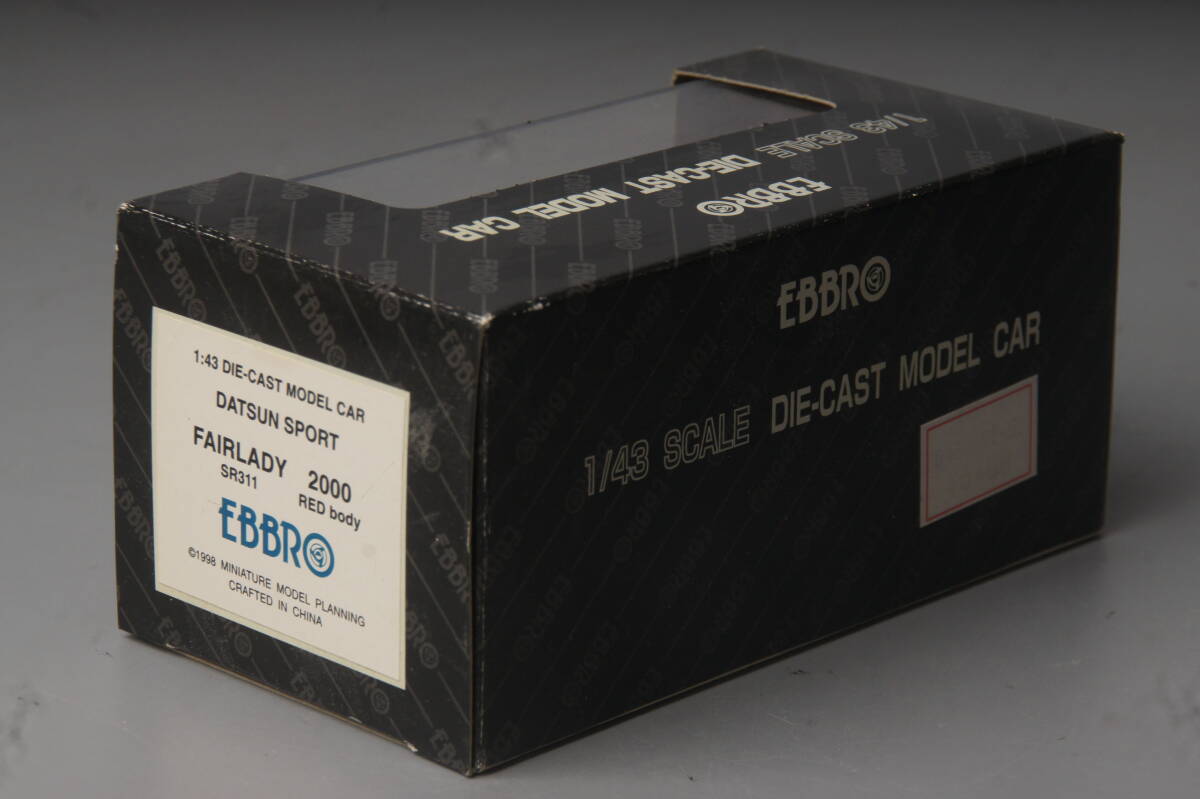 1/43 SCALE DIE-CAST MODEL CAR
EBBRO
EBBRO
1/43 SCALE DIE-CAST MODEL CAR
1:43 DIE-CAST MODEL CAR
DATSUN SPORT
FAIRLADY 2000
SR311 RED body
EBBRO
©1998 MINIATURE MODEL PLANNING
CRAFTED IN CHINA